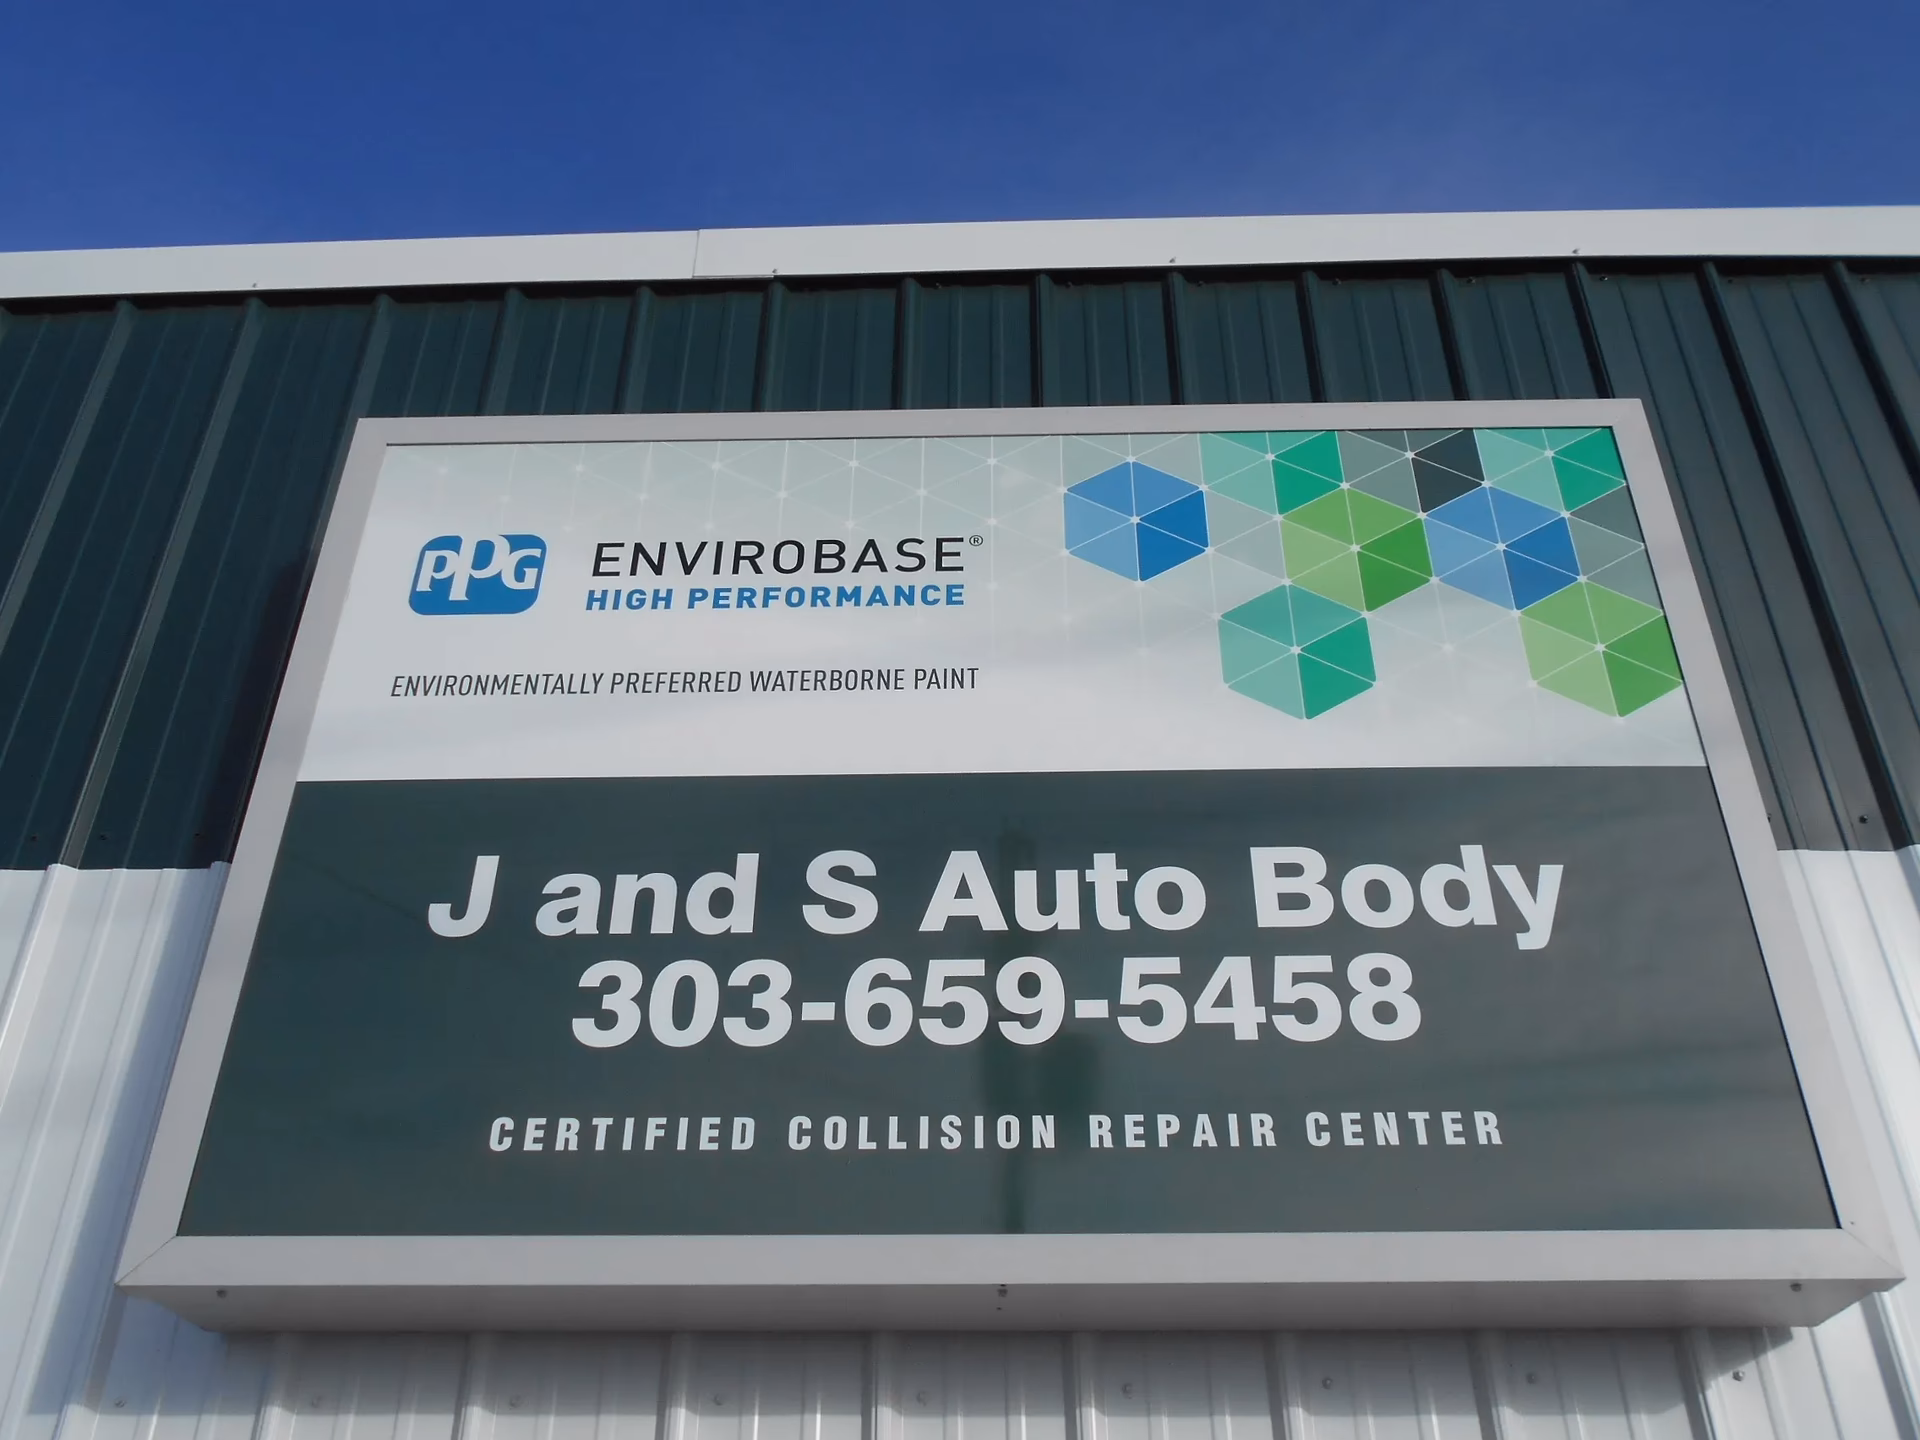 PPG
ENVIROBASE®
HIGH PERFORMANCE
ENVIRONMENTALLY PREFERRED WATERBORNE PAINT
J and S Auto Body
303-659-5458
CERTIFIED COLLISION REPAIR CENTER